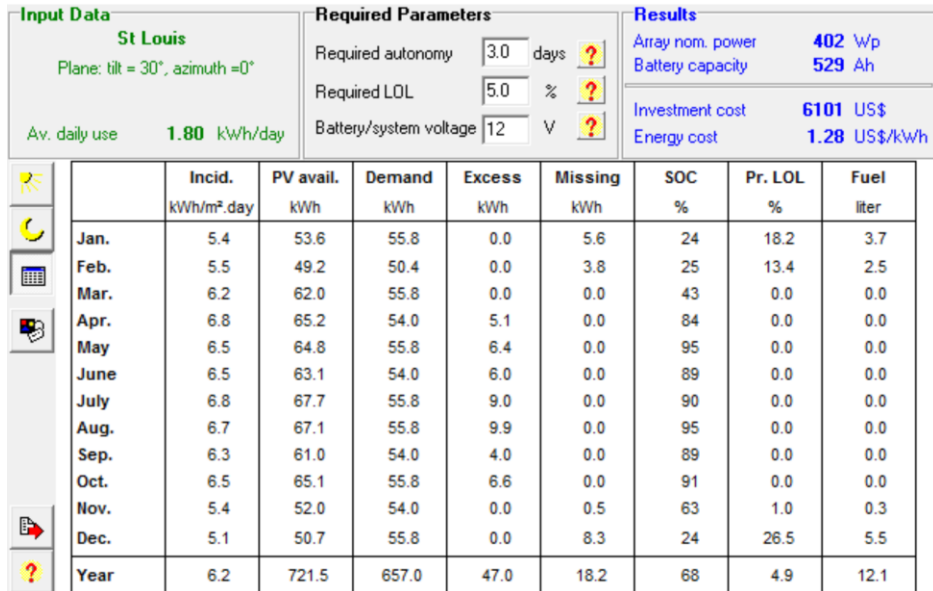 Input Data
St Louis
Plane: tilt = 30°, azimuth =0°
Av. daily use 1.80 kWh/day
Required Parameters
Required autonomy 3.0 days ?
Required LOL 5.0 % ?
Battery/system voltage 12 V ?
Results
Array nom. power 402 Wp
Battery capacity 529 Ah
Investment cost 6101 US$
Energy cost 1.28 US$/kWh
Incid. PV avail. Demand Excess Missing SOC Pr. LOL Fuel
kWh/m².day kWh kWh kWh kWh % % liter
Jan. 5.4 53.6 55.8 0.0 5.6 24 18.2 3.7
Feb. 5.5 49.2 50.4 0.0 3.8 25 13.4 2.5
Mar. 6.2 62.0 55.8 0.0 0.0 43 0.0 0.0
Apr. 6.8 65.2 54.0 5.1 0.0 84 0.0 0.0
May 6.5 64.8 55.8 6.4 0.0 95 0.0 0.0
June 6.5 63.1 54.0 6.0 0.0 89 0.0 0.0
July 6.8 67.7 55.8 9.0 0.0 90 0.0 0.0
Aug. 6.7 67.1 55.8 9.9 0.0 95 0.0 0.0
Sep. 6.3 61.0 54.0 4.0 0.0 89 0.0 0.0
Oct. 6.5 65.1 55.8 6.6 0.0 91 0.0 0.0
Nov. 5.4 52.0 54.0 0.0 0.5 63 1.0 0.3
Dec. 5.1 50.7 55.8 0.0 8.3 24 26.5 5.5
? Year 6.2 721.5 657.0 47.0 18.2 68 4.9 12.1